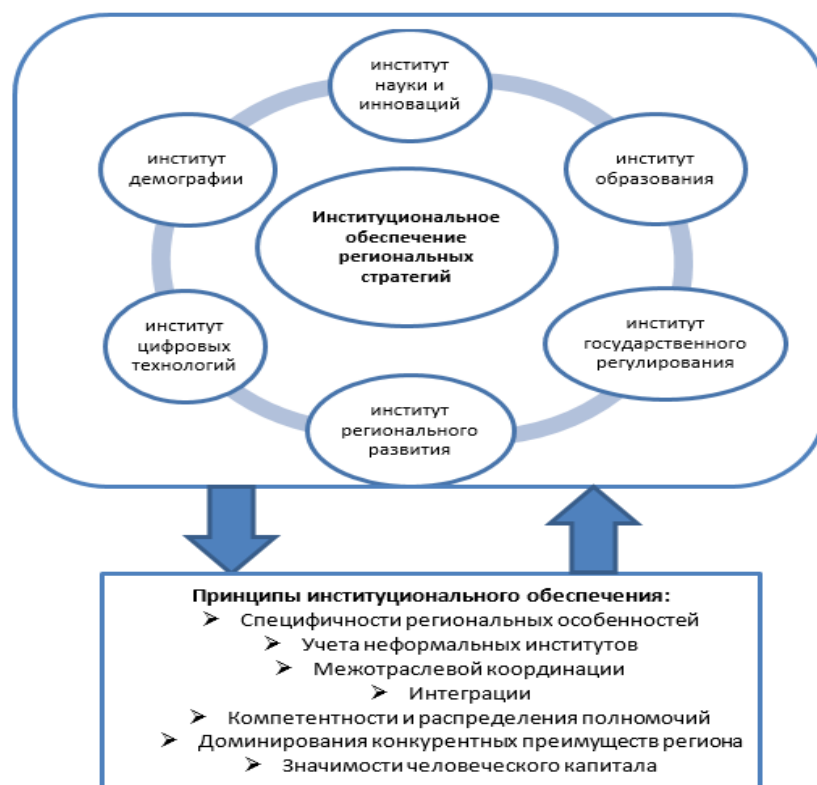 институт
науки и
инноваций
институт
демографии
институт
образования
Институциональное
обеспечение
региональных
стратегий
институт
цифровых
технологий
институт
государственного
регулирования
институт
регионального
развития
Принципы институционального обеспечения:
➢ Специфичности региональных особенностей
➢ Учета неформальных институтов
➢ Межотраслевой координации
➢ Интеграции
➢ Компетентности и распределения полномочий
➢ Доминирования конкурентных преимуществ региона
➢ Значимости человеческого капитала